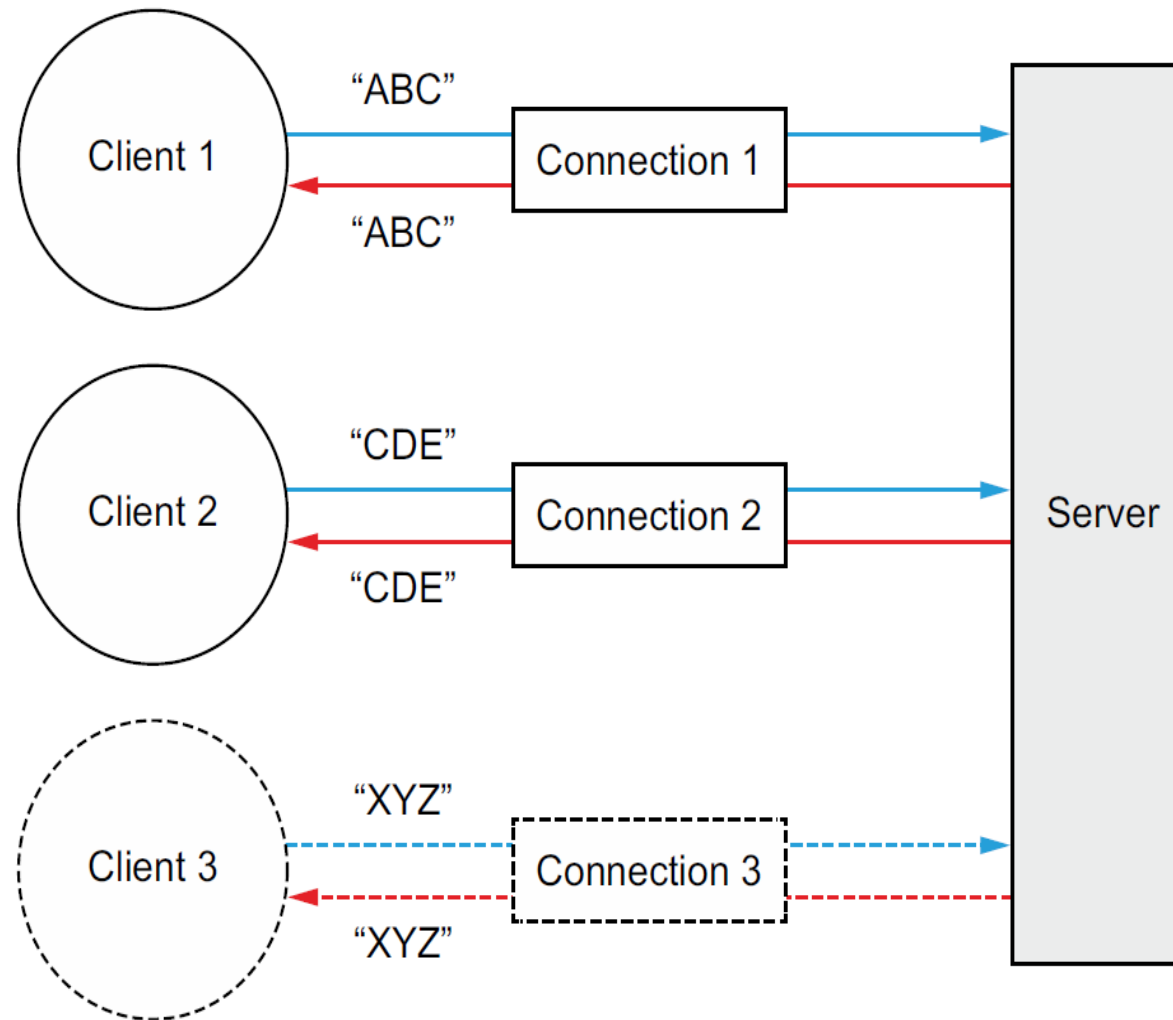 “ABC”
Client 1
Connection 1
“ABC”
“CDE”
Client 2
Connection 2
Server
“CDE”
“XYZ”
Client 3
Connection 3
“XYZ”